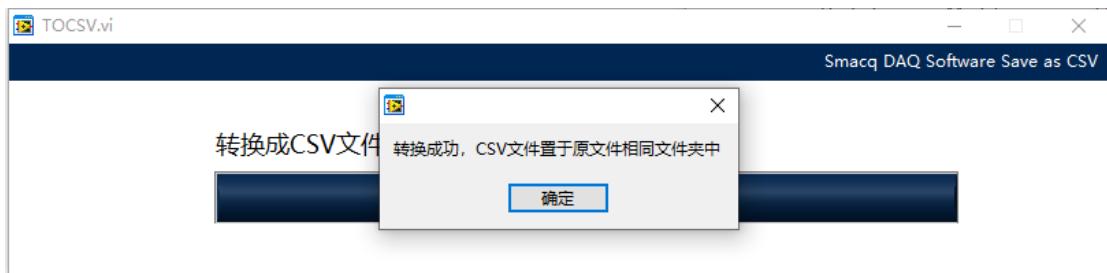 TOCSV.vi
Smacq DAQ Software Save as CSV
转换成CSV文件
转换成功，CSV文件置于原文件相同文件夹中
确定